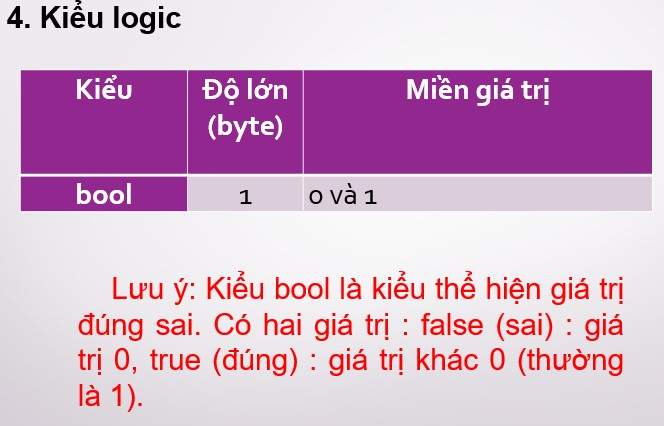 4. Kiểu logic
Kiểu
Độ lớn
(byte)
Miền giá trị
bool
1
0 và 1
Lưu ý: Kiểu bool là kiểu thể hiện giá trị
đúng sai. Có hai giá trị : false (sai) : giá
trị 0, true (đúng) : giá trị khác 0 (thường
là 1).